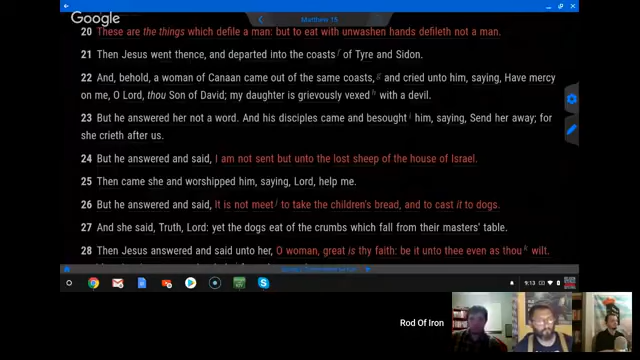 Google
Matthew 15
20 These are the things which defile a man: but to eat with unwashen hands defileth not a man.
21 Then Jesus went thence, and departed into the coasts f of Tyre and Sidon.
22 And, behold, a woman of Canaan came out of the same coasts, g and cried unto him, saying, Have mercy
on me, O Lord, thou Son of David; my daughter is grievously vexed h with a devil.
23 But he answered her not a word. And his disciples came and besought i him, saying, Send her away; for
she crieth after us.
24 But he answered and said, I am not sent but unto the lost sheep of the house of Israel.
25 Then came she and worshipped him, saying, Lord, help me.
26 But he answered and said, It is not meet j to take the children's bread, and to cast it to dogs.
27 And she said, Truth, Lord: yet the dogs eat of the crumbs which fall from their masters' table.
28 Then Jesus answered and said unto her, O woman, great is thy faith: be it unto thee even as thou k wilt.
9:13
Rod Of Iron